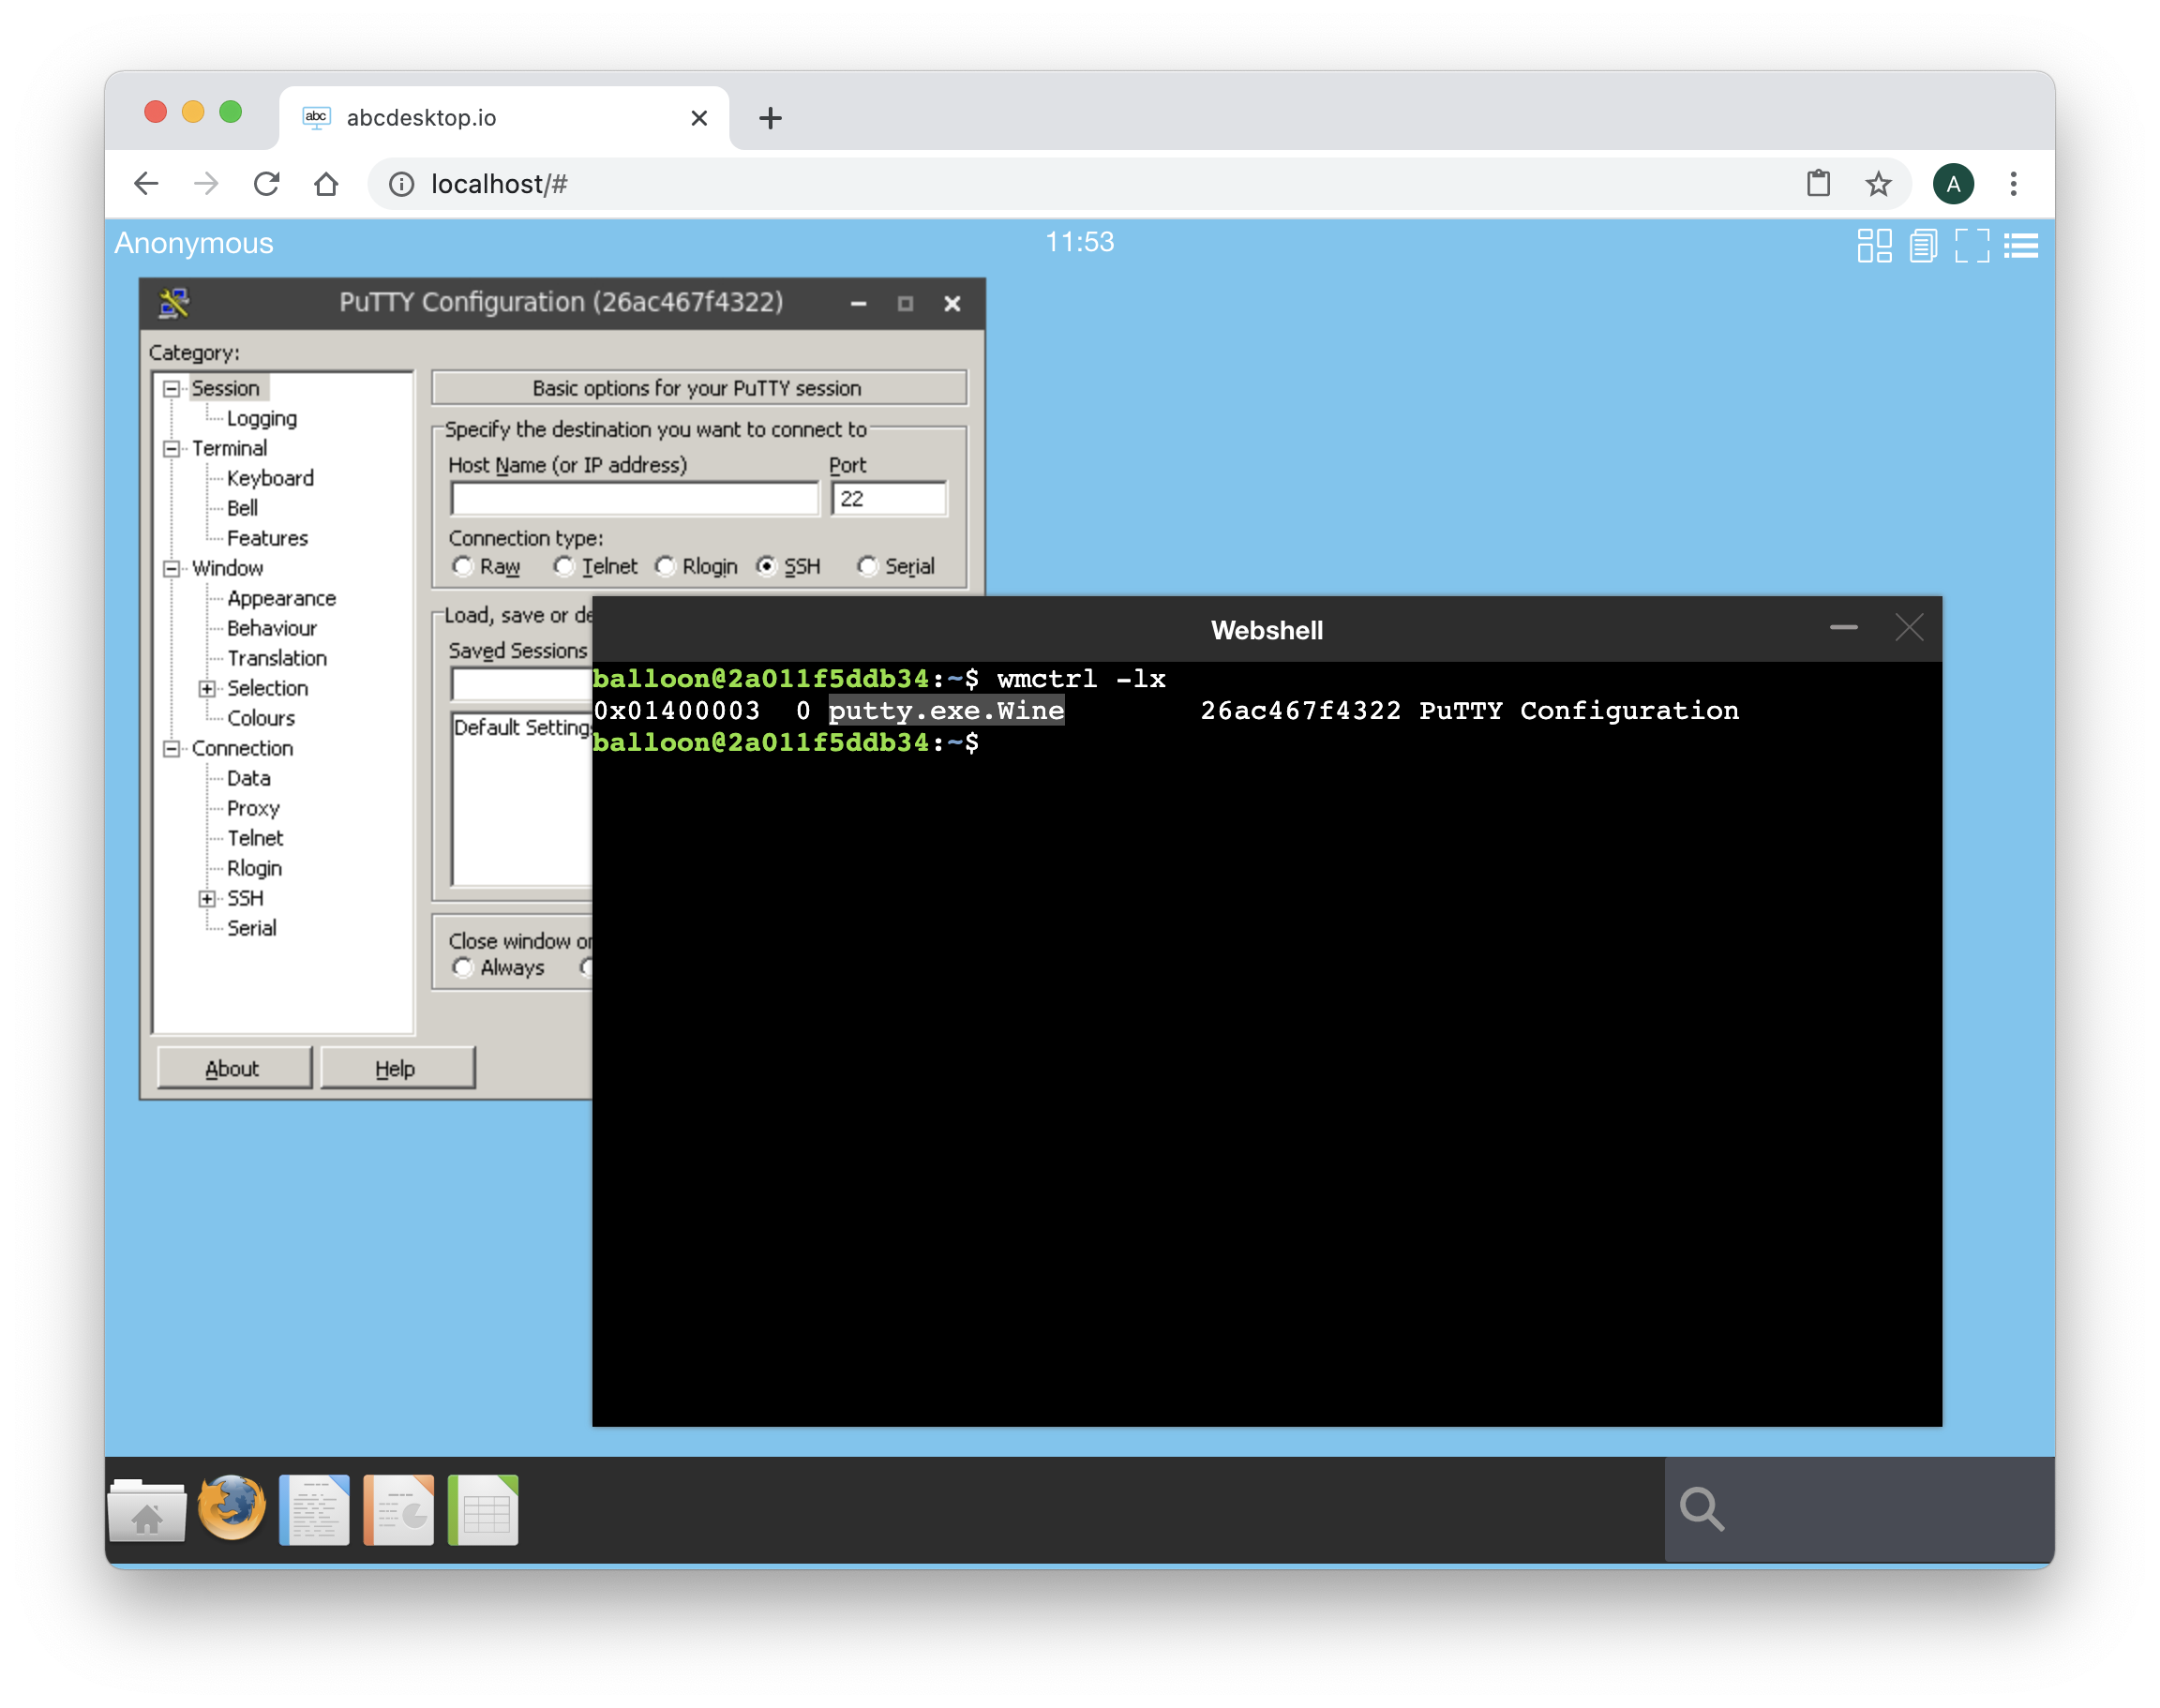 abc abcdesktop.io
localhost/#
A
Anonymous
11:53
PuTTY Configuration (26ac467f4322)
Category:
Session
Logging
Terminal
Keyboard
Bell
Features
Window
Appearance
Behaviour
Translation
Selection
Colours
Connection
Data
Proxy
Telnet
Rlogin
SSH
Serial
Basic options for your PuTTY session
Specify the destination you want to connect to
Host Name (or IP address) Port
22
Connection type:
Raw Telnet Rlogin SSH Serial
Load, save or de
Saved Sessions
Default Settings
Close window on
Always
About Help
Webshell
balloon@2a011f5ddb34:~$ wmctrl -lx
0x01400003 0 putty.exe.Wine 26ac467f4322 PuTTY Configuration
balloon@2a011f5ddb34:~$